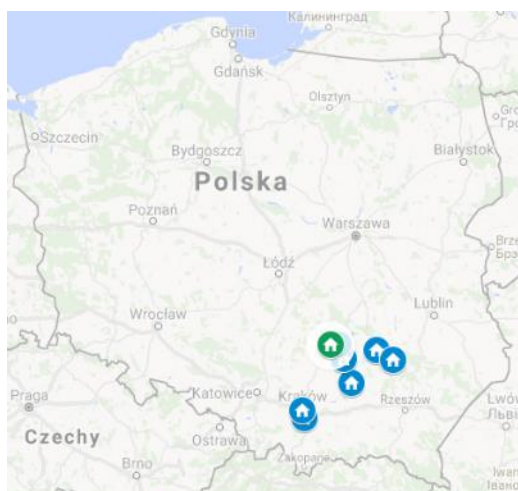 Калининград
Gdynia
Gdańsk
Olsztyn
Szczecin
Białystok
Bydgoszcz
Polska
Poznań
Warszawa
Łódź
Lublin
Wrocław
Katowice
Kraków
Rzeszów
Praga
Ostrawa
Czechy
Zakopane
Brno